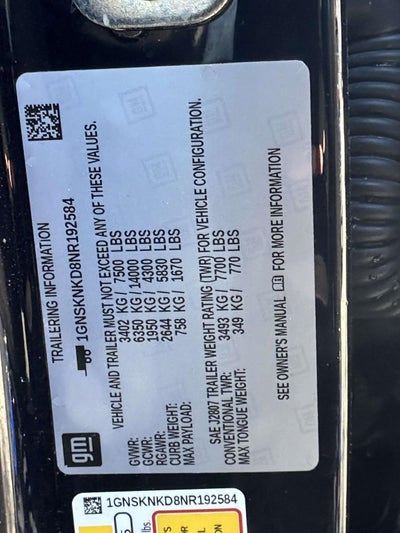 gm
TRAILERING INFORMATION
1GNSKNKD8NR192584
VEHICLE AND TRAILER MUST NOT EXCEED ANY OF THESE VALUES.
GVWR: 3402 KG / 7500 LBS
GCWR: 6350 KG / 14000 LBS
RGAWR: 1950 KG / 4300 LBS
CURB WEIGHT: 2644 KG / 5830 LBS
MAX PAYLOAD: 758 KG / 1670 LBS
SAE J2807 TRAILER WEIGHT RATING (TWR) FOR VEHICLE CONFIGURATION.
CONVENTIONAL TWR: 3493 KG / 7700 LBS
MAX TONGUE WEIGHT: 349 KG / 770 LBS
SEE OWNER'S MANUAL FOR MORE INFORMATION
1GNSKNKD8NR192584
lbs.